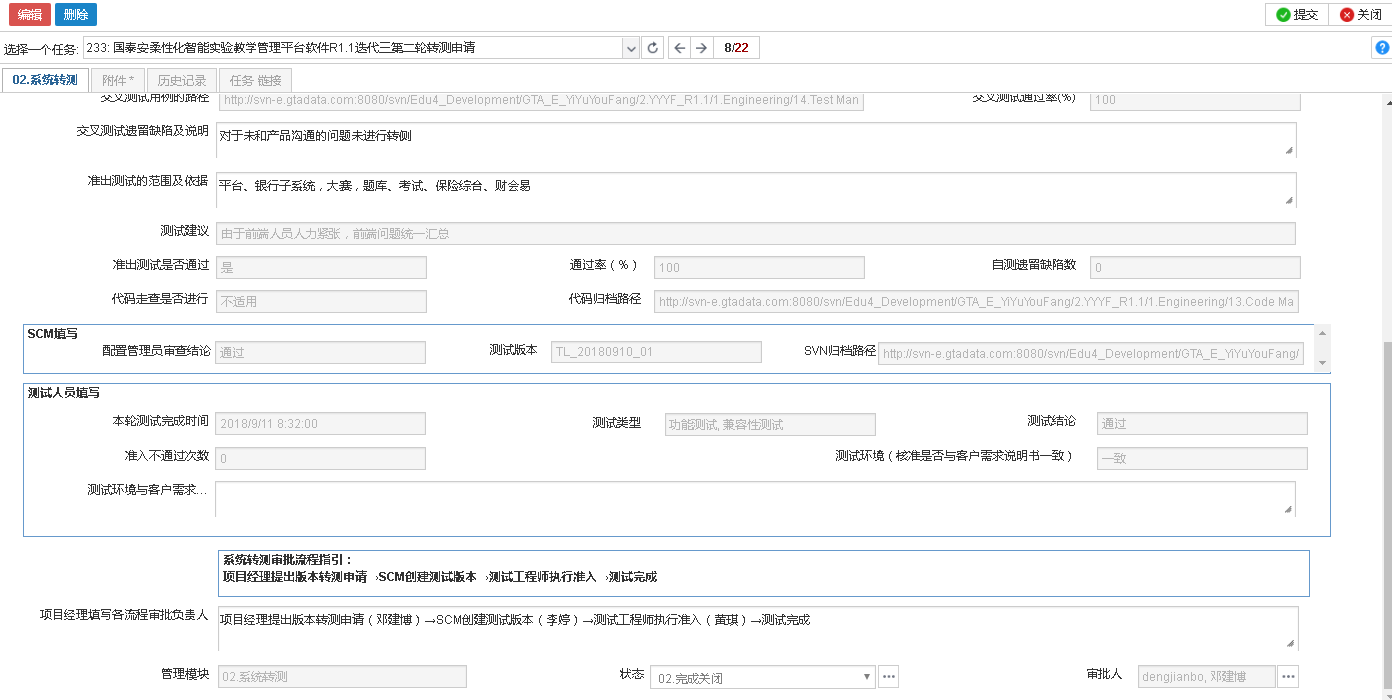 编辑 删除 提交 关闭
选择一个任务: 233: 国泰安柔性化智能实验教学管理平台软件R1.1迭代三第二轮转测申请 8/22 ?
02.系统转测 附件* 历史记录 任务 链接
交叉测试用例的路径 http://svn-e.gtadata.com:8080/svn/Edu4_Development/GTA_E_YiYuYouFang/2.YYYF_R1.1/1.Engineering/14.Test Man 交叉测试通过率(%) 100
交叉测试遗留缺陷及说明 对于未和产品沟通的问题未进行转侧
准出测试的范围及依据 平台、银行子系统，大赛，题库、考试、保险综合、财会易
测试建议 由于前端人员人力紧张，前端问题统一汇总
准出测试是否通过 是 通过率（%） 100 自测遗留缺陷数 0
代码走查是否进行 不适用 代码归档路径 http://svn-e.gtadata.com:8080/svn/Edu4_Development/GTA_E_YiYuYouFang/2.YYYF_R1.1/1.Engineering/13.Code Ma
SCM填写
配置管理员审查结论 通过 测试版本 TL_20180910_01 SVN归档路径 http://svn-e.gtadata.com:8080/svn/Edu4_Development/GTA_E_YiYuYouFang/
测试人员填写
本轮测试完成时间 2018/9/11 8:32:00 测试类型 功能测试, 兼容性测试 测试结论 通过
准入不通过次数 0 测试环境（核准是否与客户需求说明书一致） 一致
测试环境与客户需求...
系统转测审批流程指引：
项目经理提出版本转测申请 →SCM创建测试版本 →测试工程师执行准入 →测试完成
项目经理填写各流程审批负责人 项目经理提出版本转测申请（邓建博）→SCM创建测试版本（李婷）→测试工程师执行准入（黄琪）→测试完成
管理模块 02.系统转测 状态 02.完成关闭 ... 审批人 dengjianbo, 邓建博 ...